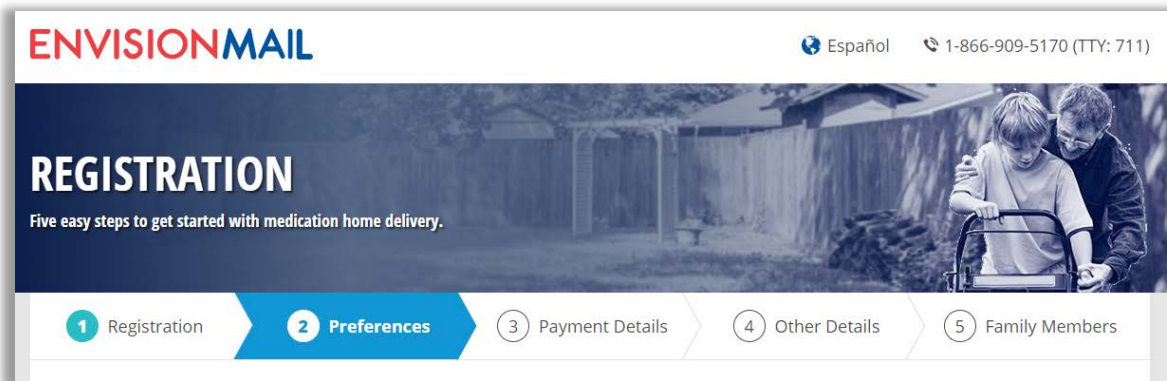 ENVISIONMAIL
Español 1-866-909-5170 (TTY: 711)
REGISTRATION
Five easy steps to get started with medication home delivery.
1 Registration 2 Preferences 3 Payment Details 4 Other Details 5 Family Members